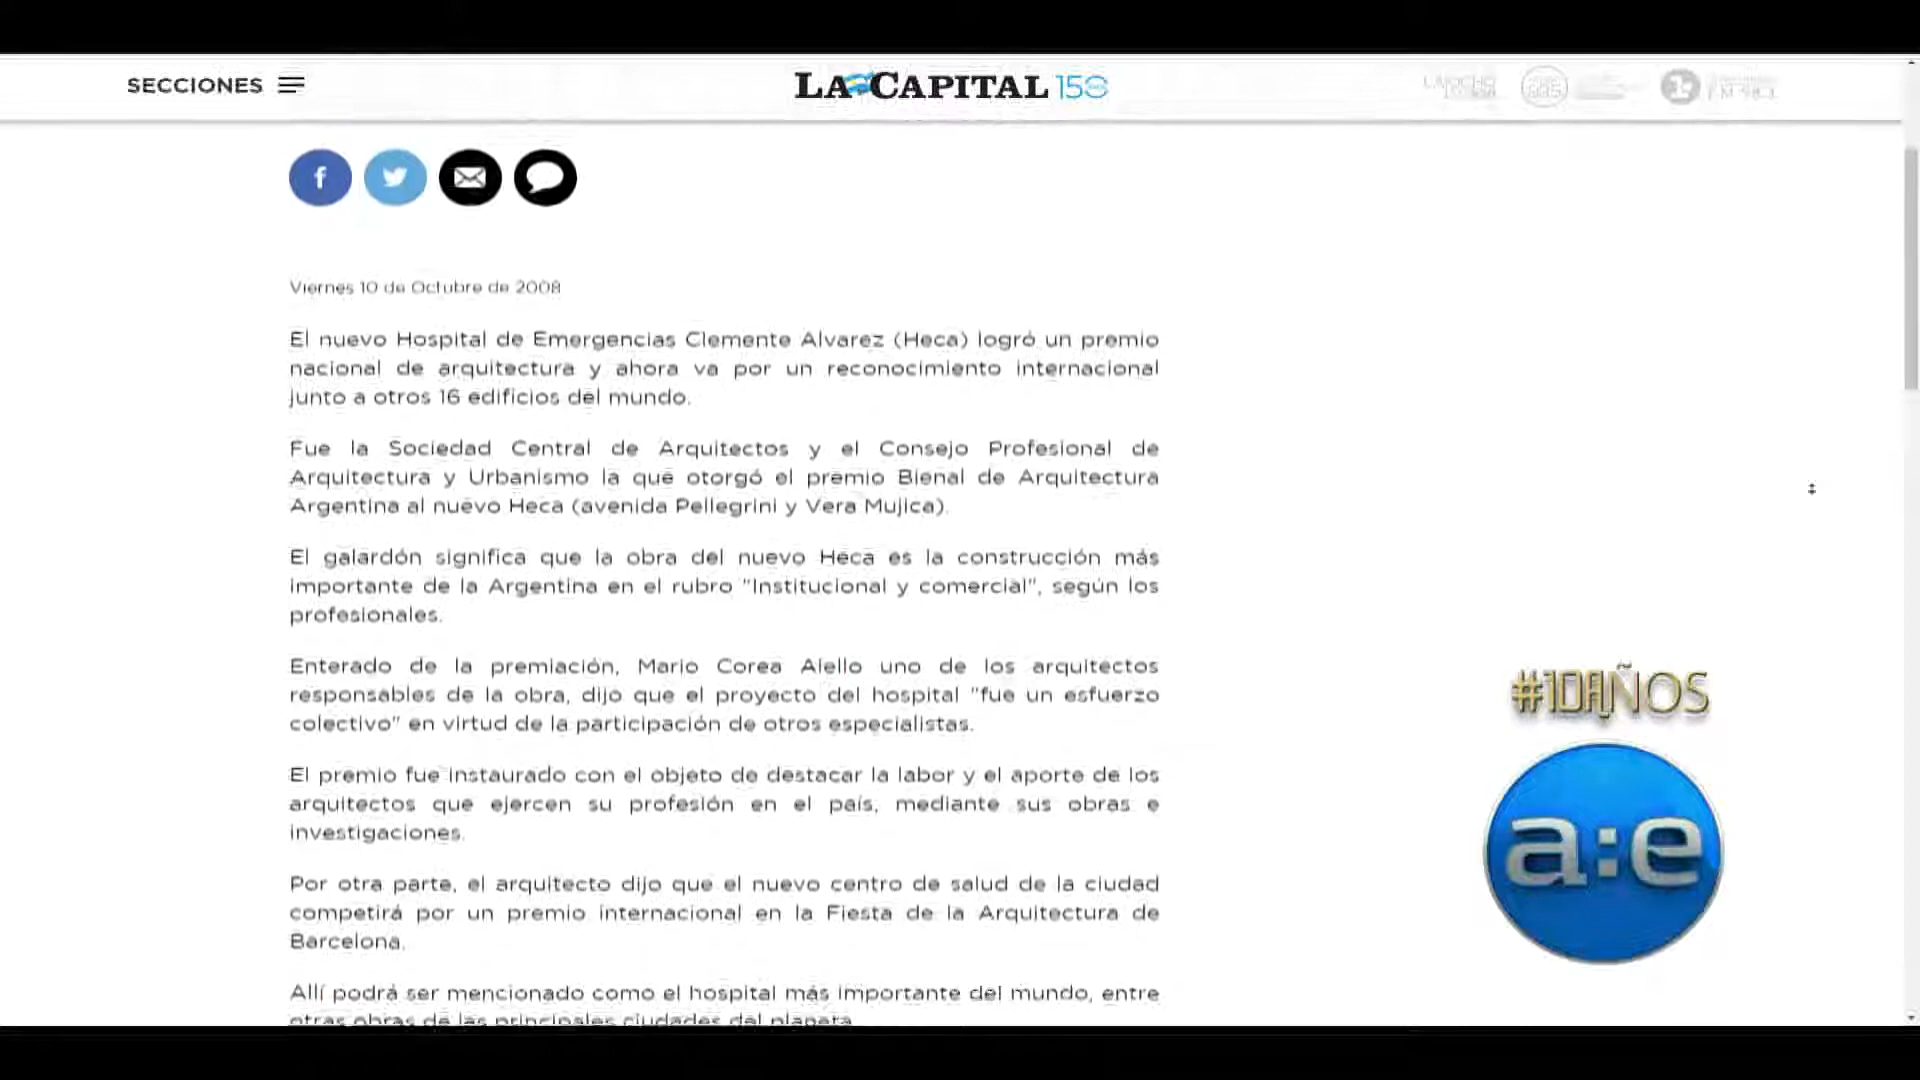 SECCIONES
LA CAPITAL 150
f
Viernes 10 de Octubre de 2008
El nuevo Hospital de Emergencias Clemente Alvarez (Heca) logró un premio
nacional de arquitectura y ahora va por un reconocimiento internacional
junto a otros 16 edificios del mundo.
Fue la Sociedad Central de Arquitectos y el Consejo Profesional de
Arquitectura y Urbanismo la que otorgó el premio Bienal de Arquitectura
Argentina al nuevo Heca (avenida Pellegrini y Vera Mujica).
El galardón significa que la obra del nuevo Heca es la construcción más
importante de la Argentina en el rubro "Institucional y comercial", según los
profesionales.
Enterado de la premiación, Mario Corea Aiello uno de los arquitectos
responsables de la obra, dijo que el proyecto del hospital "fue un esfuerzo
colectivo" en virtud de la participación de otros especialistas.
El premio fue instaurado con el objeto de destacar la labor y el aporte de los
arquitectos que ejercen su profesión en el país, mediante sus obras e
investigaciones.
Por otra parte, el arquitecto dijo que el nuevo centro de salud de la ciudad
competirá por un premio internacional en la Fiesta de la Arquitectura de
Barcelona.
Allí podrá ser mencionado como el hospital más importante del mundo, entre
otras obras de las principales ciudades del planeta.
#10AÑOS
a:e